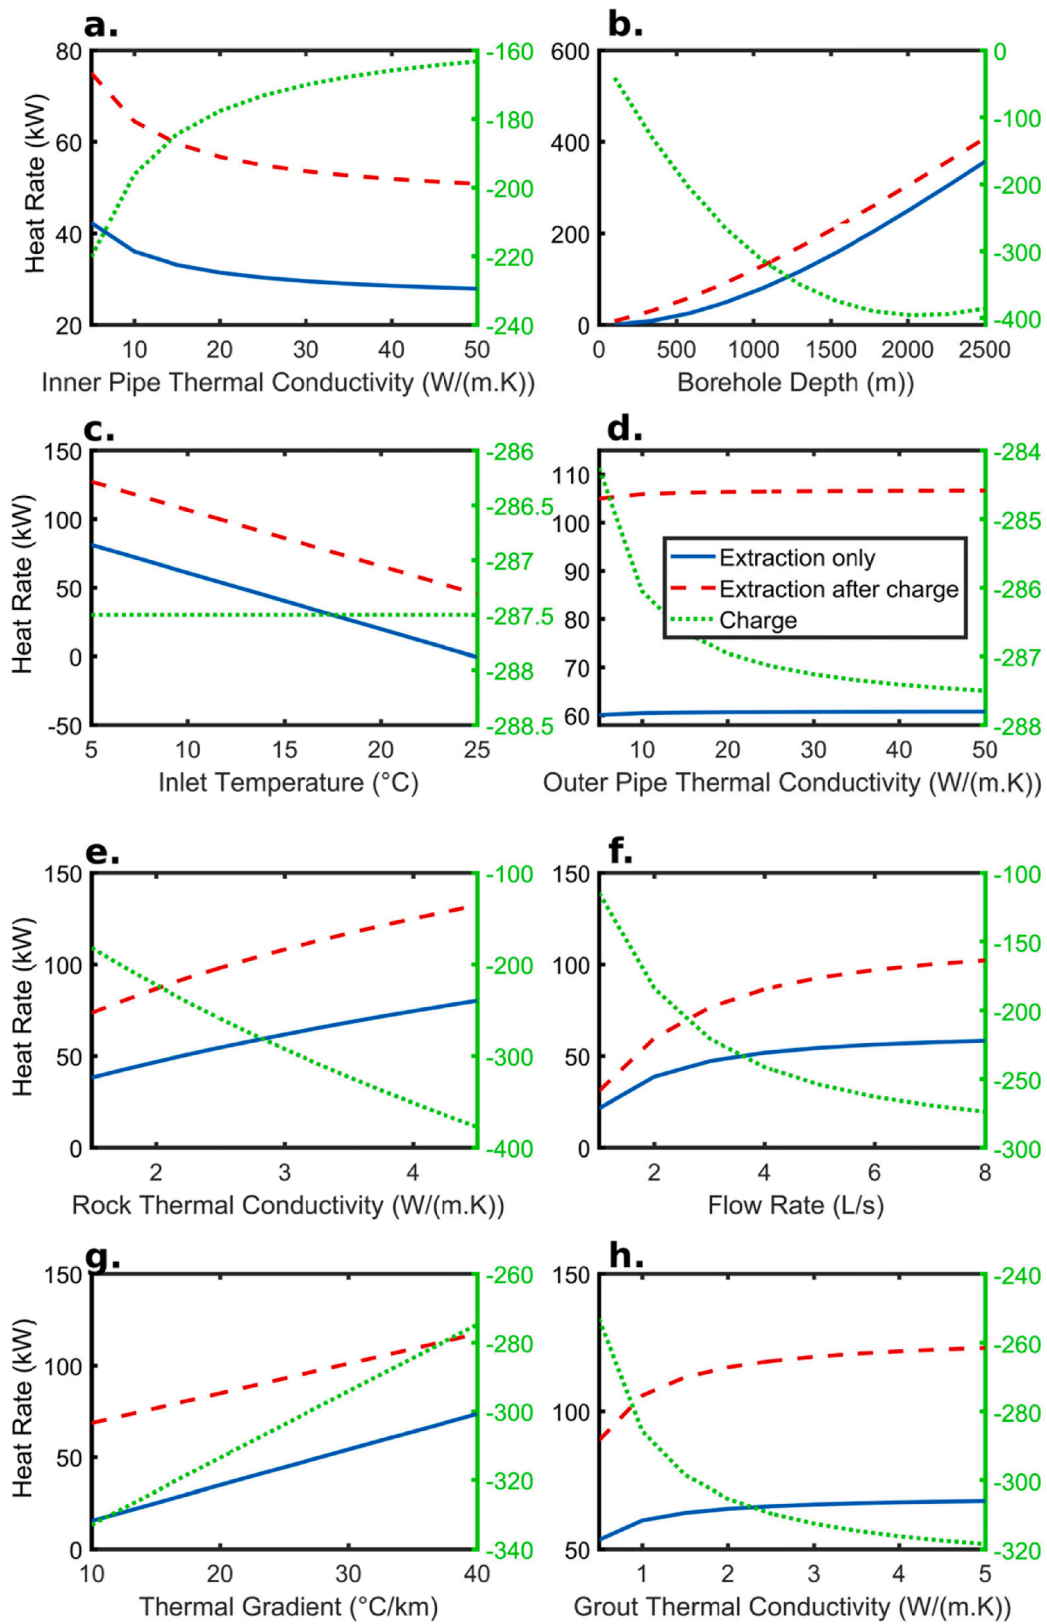 a.
80
60
40
20
Heat Rate (kW)
-160
-180
-200
-220
-240
10 20 30 40 50
Inner Pipe Thermal Conductivity (W/(m.K))
b.
600
400
200
0
0
-100
-200
-300
-400
0 500 1000 1500 2000 2500
Borehole Depth (m))
c.
150
100
50
0
-50
Heat Rate (kW)
-286
-286.5
-287
-287.5
-288
-288.5
5 10 15 20 25
Inlet Temperature (°C)
d.
110
100
90
80
70
60
Extraction only
Extraction after charge
Charge
-284
-285
-286
-287
-288
10 20 30 40 50
Outer Pipe Thermal Conductivity (W/(m.K))
e.
150
100
50
0
Heat Rate (kW)
-100
-200
-300
-400
2 3 4
Rock Thermal Conductivity (W/(m.K))
f.
150
100
50
0
-100
-150
-200
-250
-300
2 4 6 8
Flow Rate (L/s)
g.
150
100
50
0
Heat Rate (kW)
-260
-280
-300
-320
-340
10 20 30 40
Thermal Gradient (°C/km)
h.
150
100
50
-240
-260
-280
-300
-320
1 2 3 4 5
Grout Thermal Conductivity (W/(m.K))